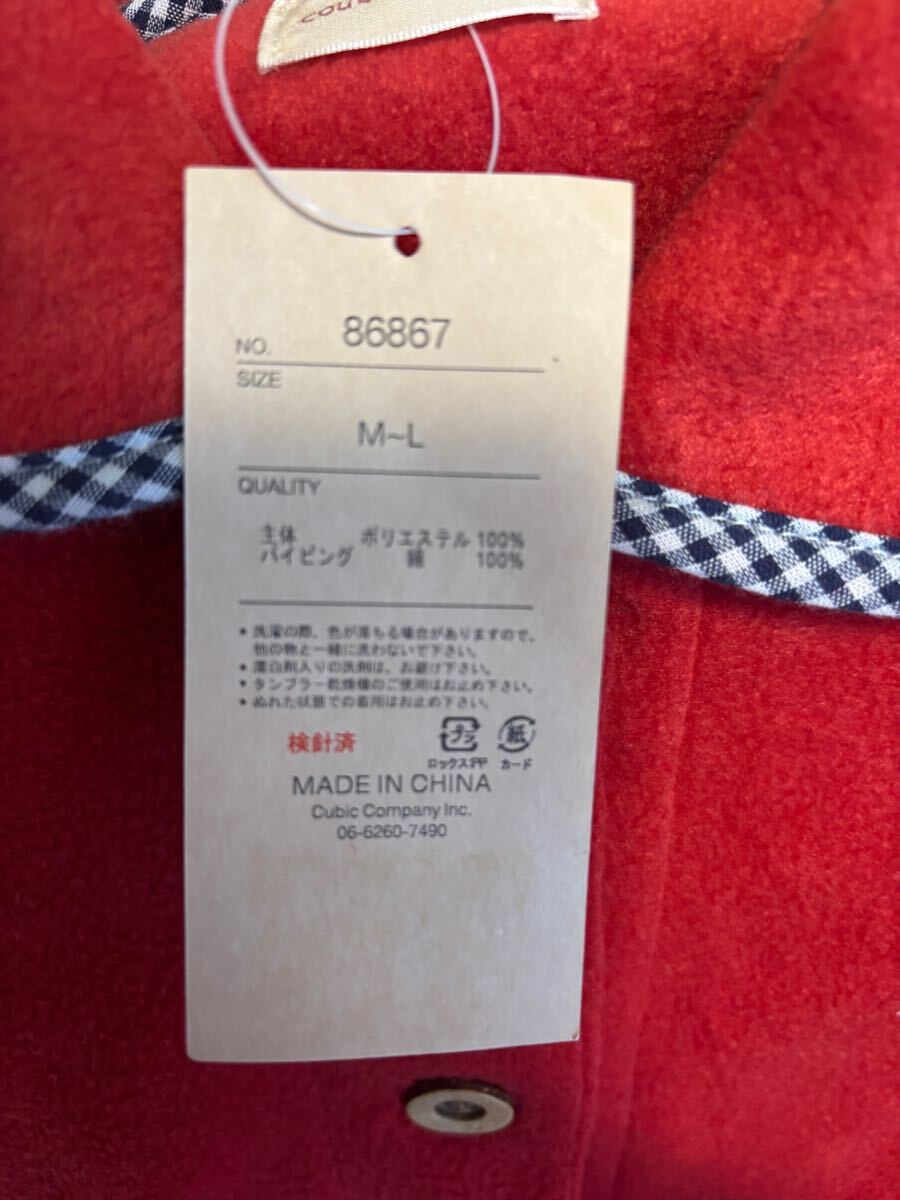 NO. 86867
SIZE
M~L
QUALITY
主体 ポリエステル 100%
パイピング 綿 100%
• 洗濯の際、色が落ちる場合がありますので、
他の物と一緒に洗わないで下さい。
• 漂白剤入りの洗剤は、お避け下さい。
• タンブラー乾燥機のご使用はお止め下さい。
• ぬれた状態での着用はお止め下さい。
検針済
プラ 紙
ロックスPP カード
MADE IN CHINA
Cubic Company Inc.
06-6260-7490